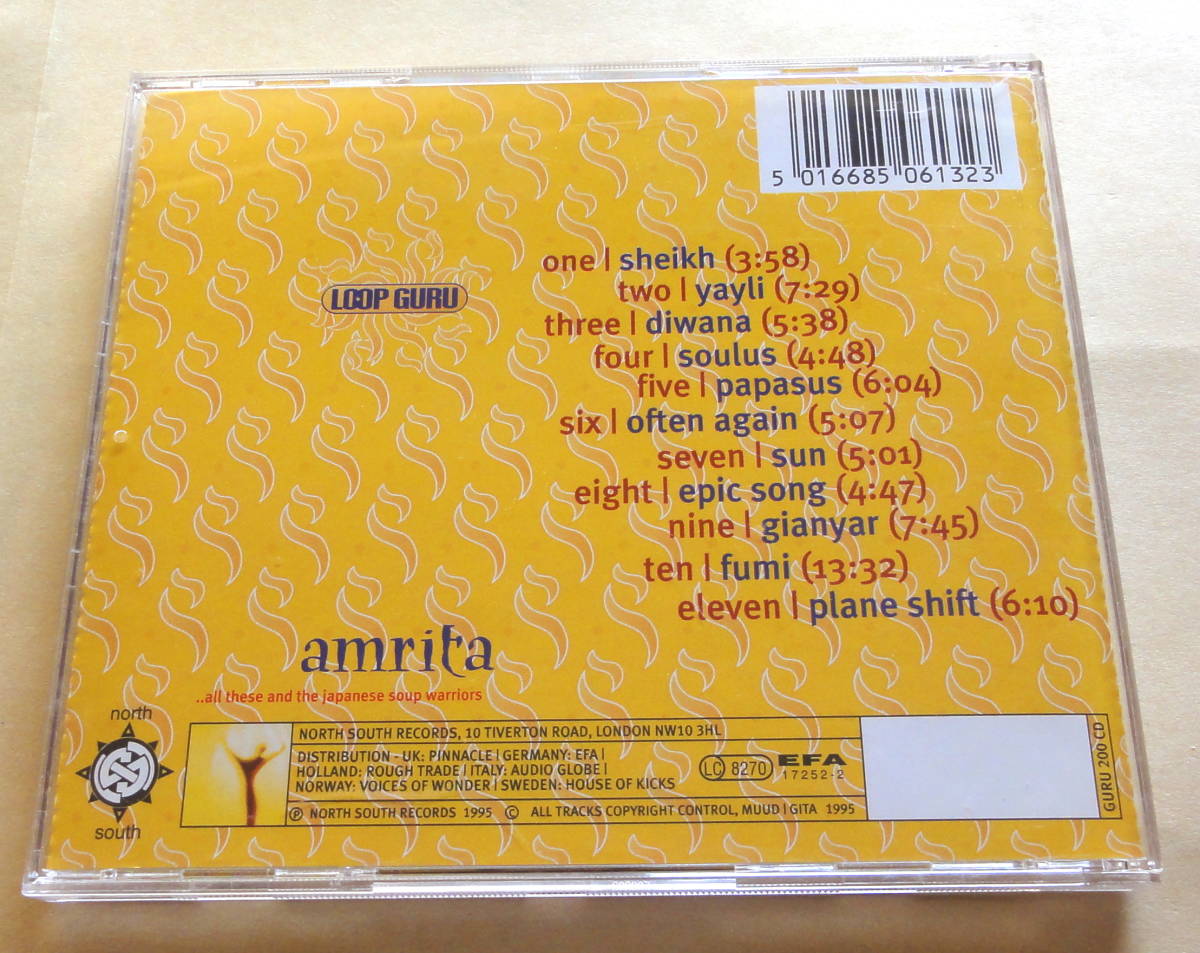 5 016685 061323
LOOP GURU
one | sheikh (3:58)
two | yayli (7:29)
three | diwana (5:38)
four | soulus (4:48)
five | papasus (6:04)
six | often again (5:07)
seven | sun (5:01)
eight | epic song (4:47)
nine | gianyar (7:45)
ten | fumi (13:32)
eleven | plane shift (6:10)
amrita
..all these and the japanese soup warriors
north
south
NORTH SOUTH RECORDS, 10 TIVERTON ROAD, LONDON NW10 3HL
DISTRIBUTION - UK: PINNACLE | GERMANY: EFA |
HOLLAND: ROUGH TRADE | ITALY: AUDIO GLOBE |
NORWAY: VOICES OF WONDER | SWEDEN: HOUSE OF KICKS
LC 8270
EFA
17252-2
℗ NORTH SOUTH RECORDS 1995 © ALL TRACKS COPYRIGHT CONTROL, MUUD | GITA 1995
GURU 200 CD